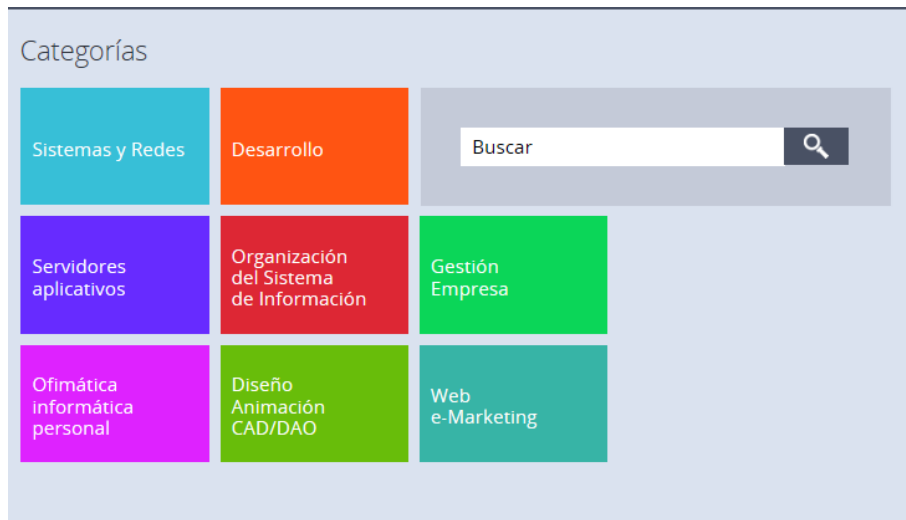 Categorías
Sistemas y Redes
Desarrollo
Buscar
Servidores
aplicativos
Organización
del Sistema
de Información
Gestión
Empresa
Ofimática
informática
personal
Diseño
Animación
CAD/DAO
Web
e-Marketing